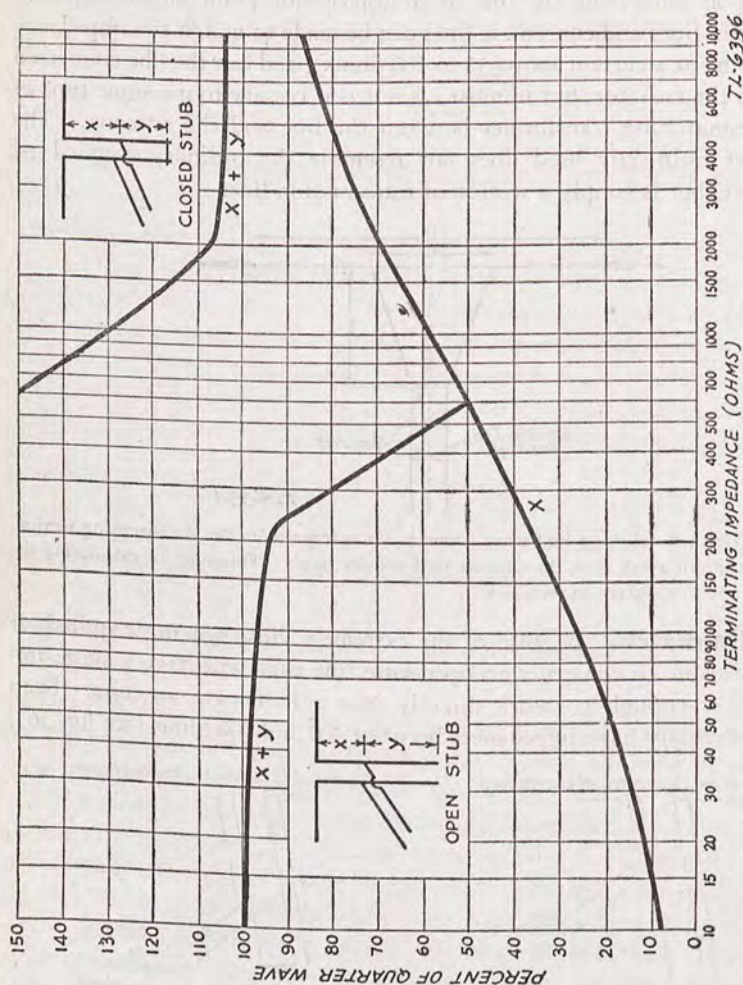 PERCENT OF QUARTER WAVE
150
140
130
120
110
100
90
80
70
60
50
40
30
20
10
0
CLOSED STUB
X
Y
X + Y
X + Y
OPEN STUB
X
Y
X
10 15 20 30 40 50 60 70 80 90 100 150 200 300 400 500 700 1000 1500 2000 3000 4000 6000 8000 10,000
TERMINATING IMPEDANCE (OHMS)
TL-6396